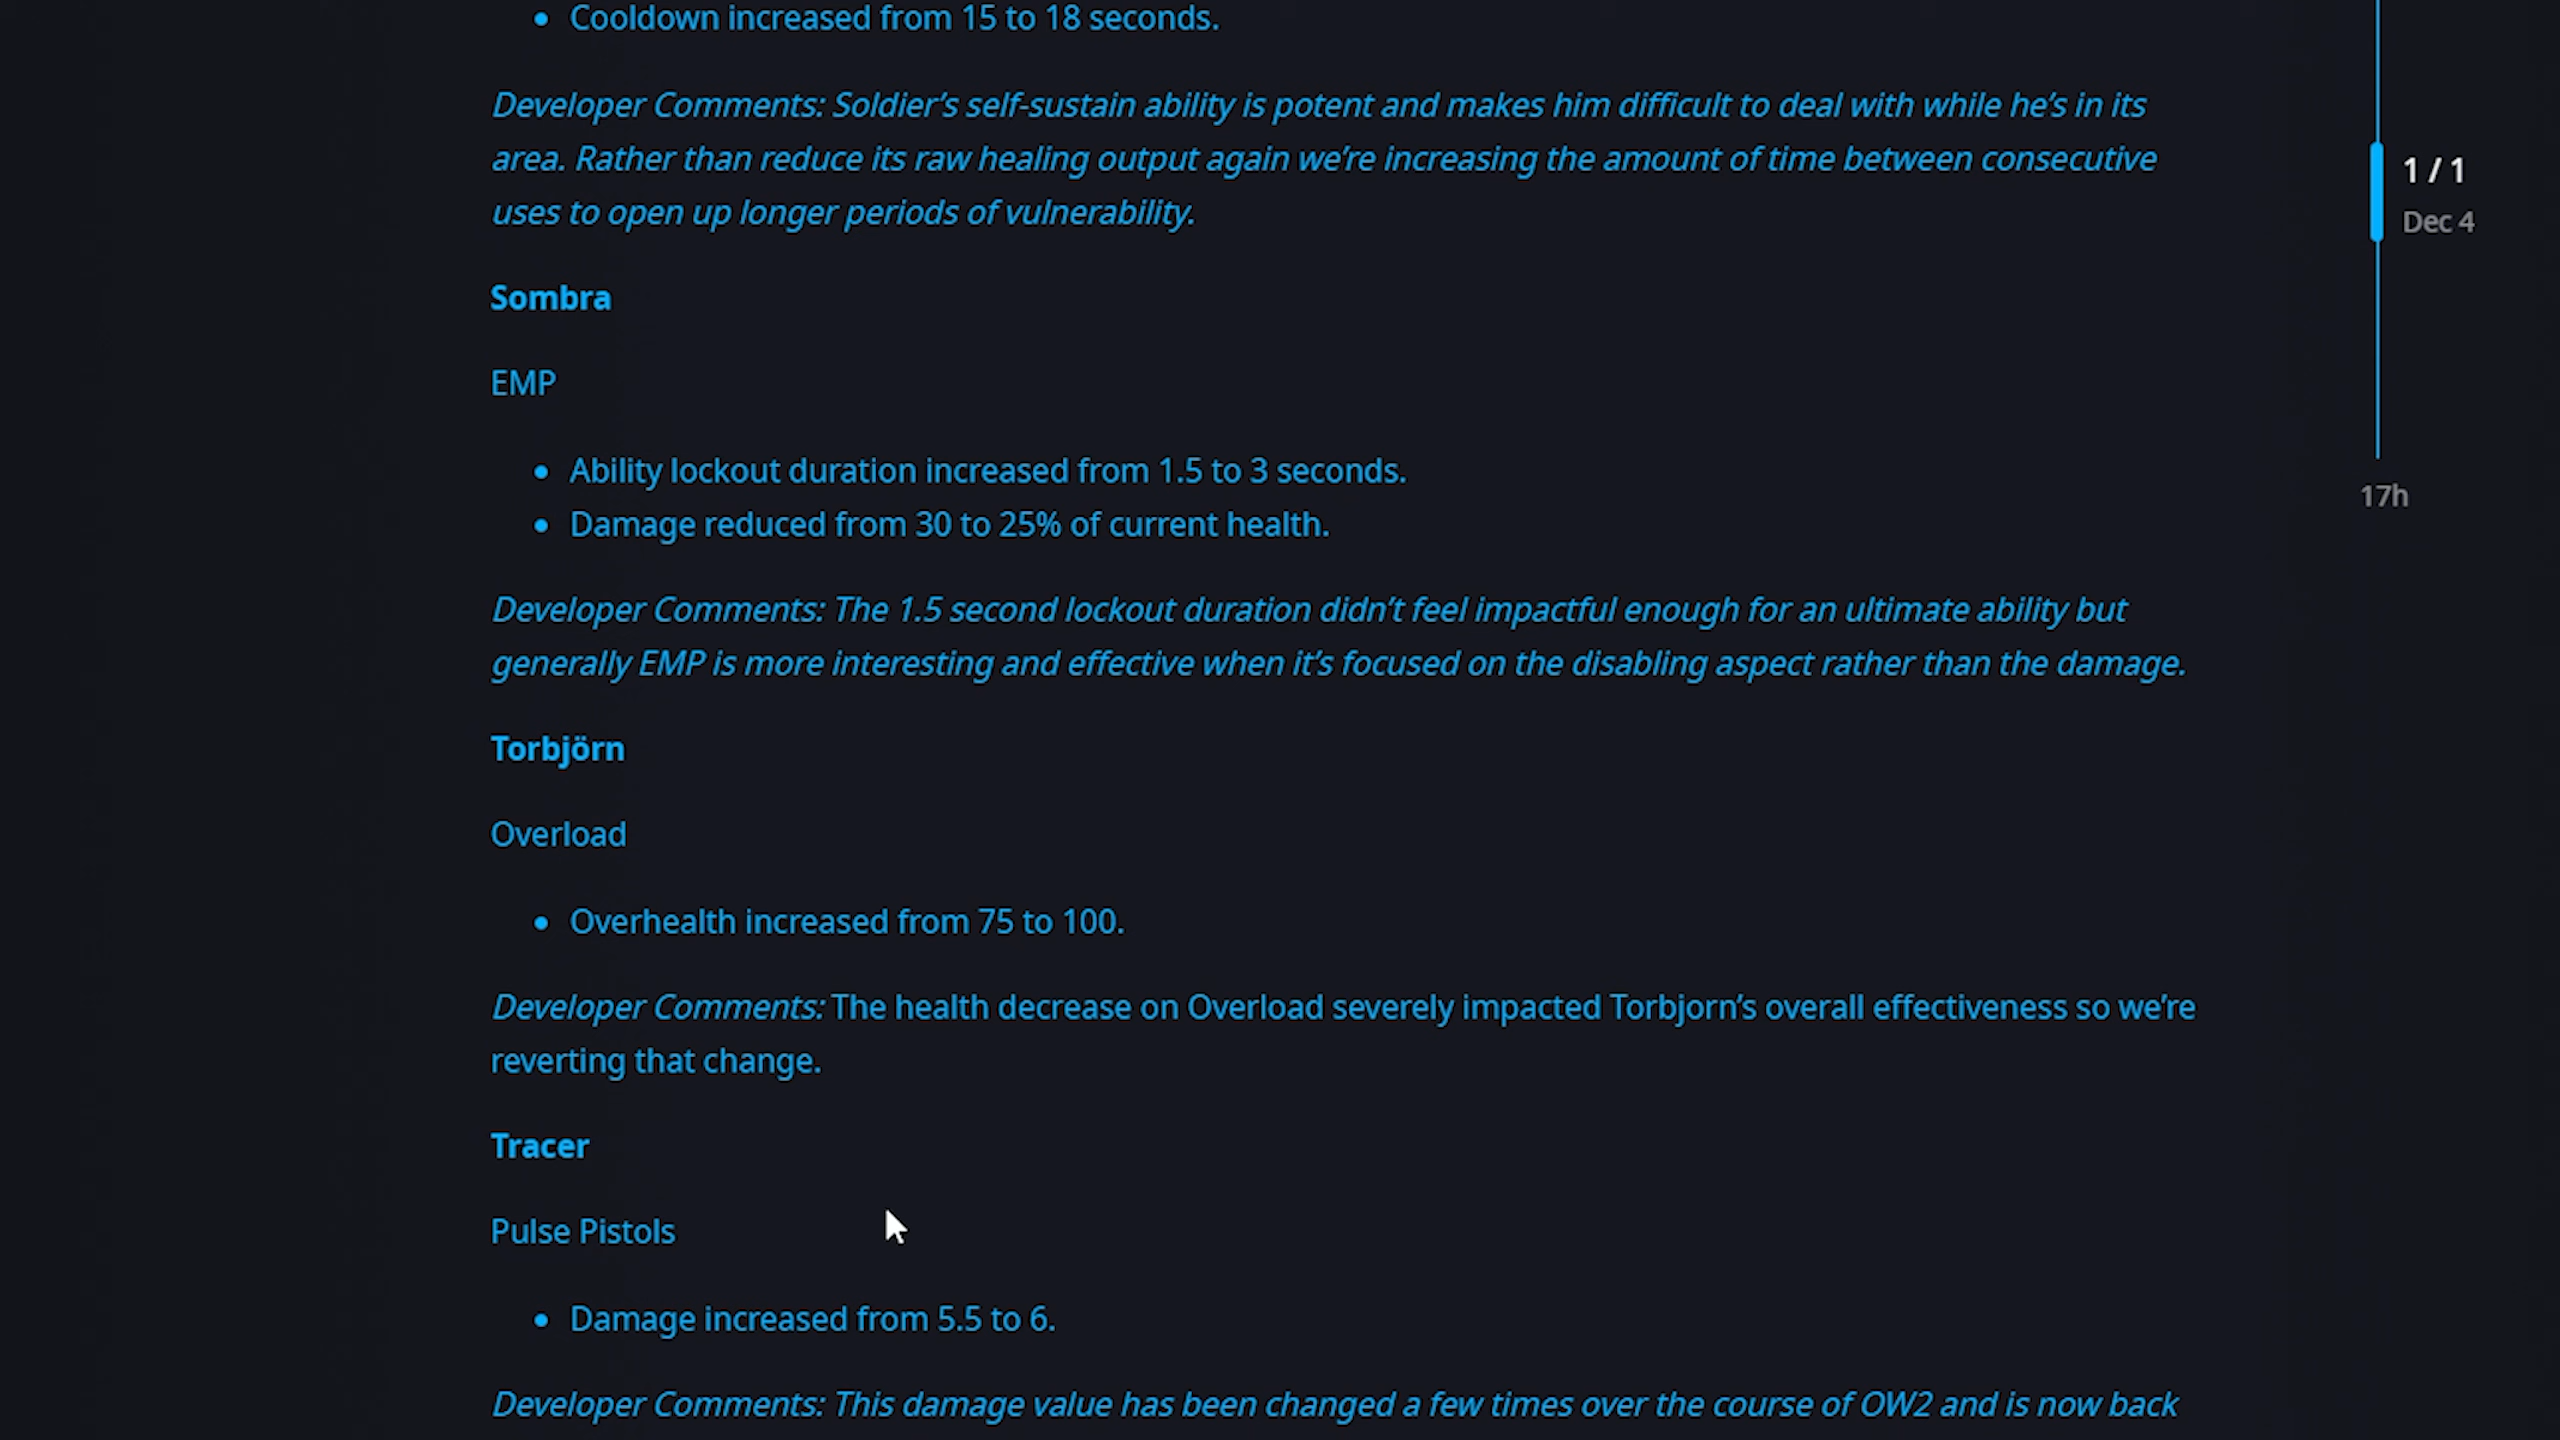 • Cooldown increased from 15 to 18 seconds.
Developer Comments: Soldier’s self-sustain ability is potent and makes him difficult to deal with while he’s in its
area. Rather than reduce its raw healing output again we’re increasing the amount of time between consecutive
uses to open up longer periods of vulnerability.
Sombra
EMP
• Ability lockout duration increased from 1.5 to 3 seconds.
• Damage reduced from 30 to 25% of current health.
Developer Comments: The 1.5 second lockout duration didn’t feel impactful enough for an ultimate ability but
generally EMP is more interesting and effective when it’s focused on the disabling aspect rather than the damage.
Torbjörn
Overload
• Overhealth increased from 75 to 100.
Developer Comments: The health decrease on Overload severely impacted Torbjorn’s overall effectiveness so we’re
reverting that change.
Tracer
Pulse Pistols
• Damage increased from 5.5 to 6.
Developer Comments: This damage value has been changed a few times over the course of OW2 and is now back
1 / 1
Dec 4
17h